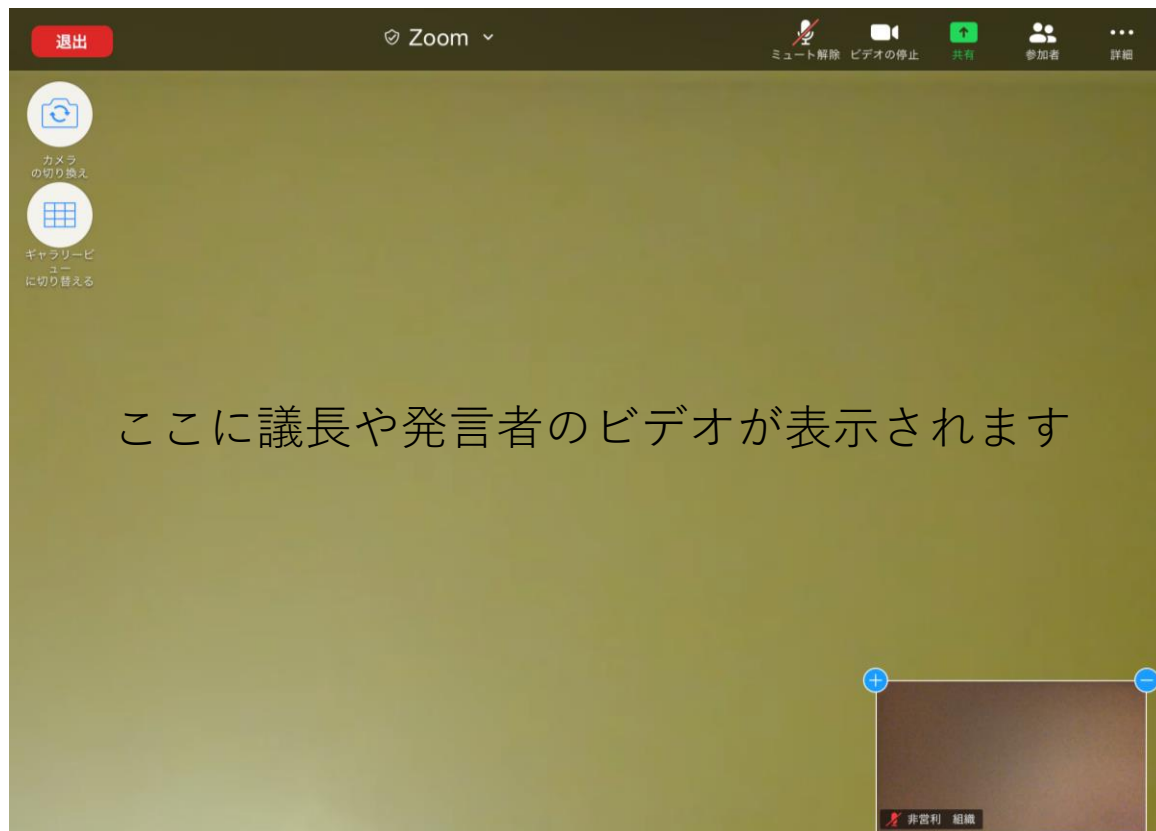 退出
Zoom
ミュート解除
ビデオの停止
共有
参加者
詳細
カメラ
の切り換え
ギャラリービ
ュー
に切り替える
ここに議長や発言者のビデオが表示されます
非営利 組織